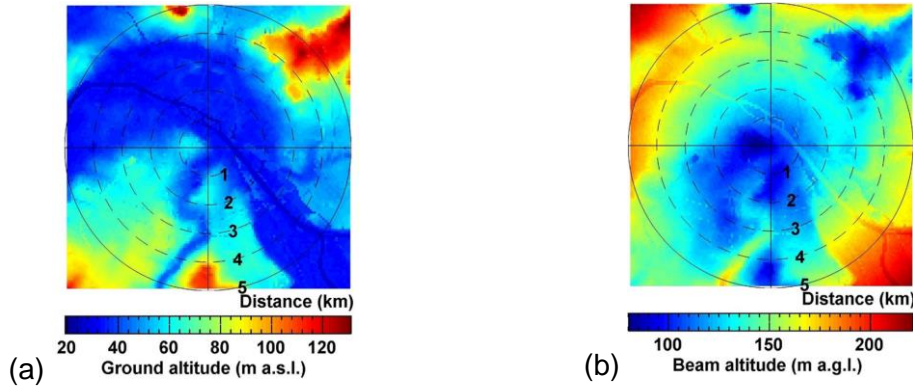 1
2
3
4
5
Distance (km)
20 40 60 80 100 120
(a) Ground altitude (m a.s.l.)
1
2
3
4
5
Distance (km)
100 150 200
(b) Beam altitude (m a.g.l.)